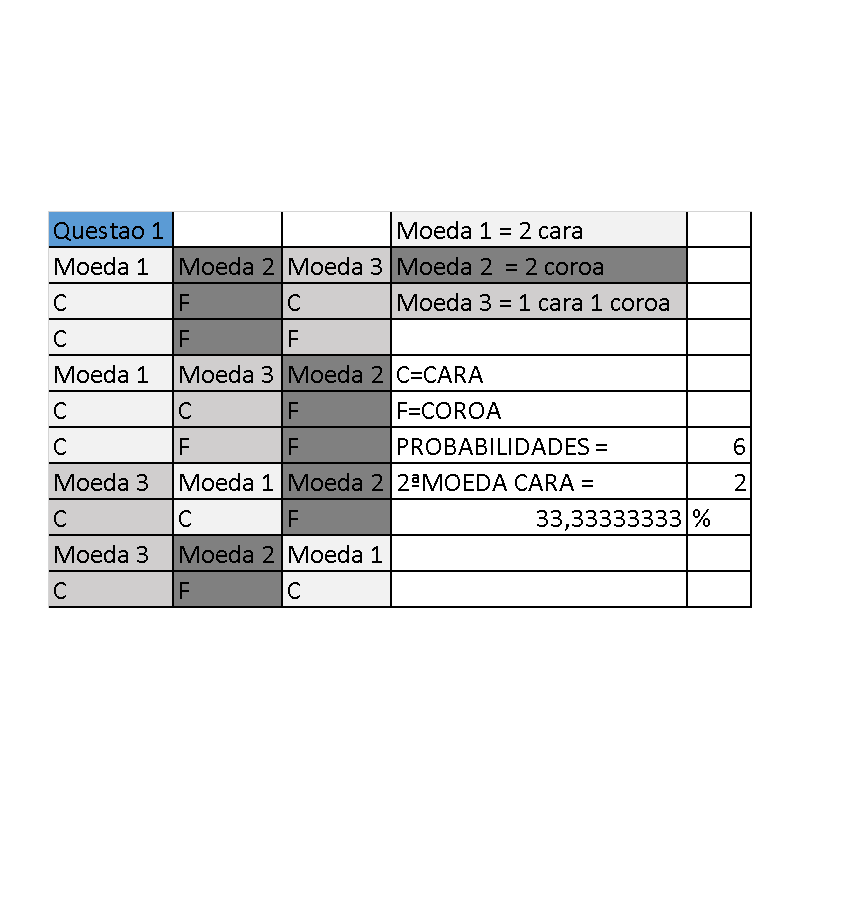 Questao 1 Moeda 1 = 2 cara
Moeda 1 Moeda 2 Moeda 3 Moeda 2  = 2 coroa
C F C Moeda 3 = 1 cara 1 coroa
C F F
Moeda 1 Moeda 3 Moeda 2 C=CARA
C C F F=COROA
C F F PROBABILIDADES = 6
Moeda 3 Moeda 1 Moeda 2 2ªMOEDA CARA = 2
C C F 33,33333333 %
Moeda 3 Moeda 2 Moeda 1
C F C